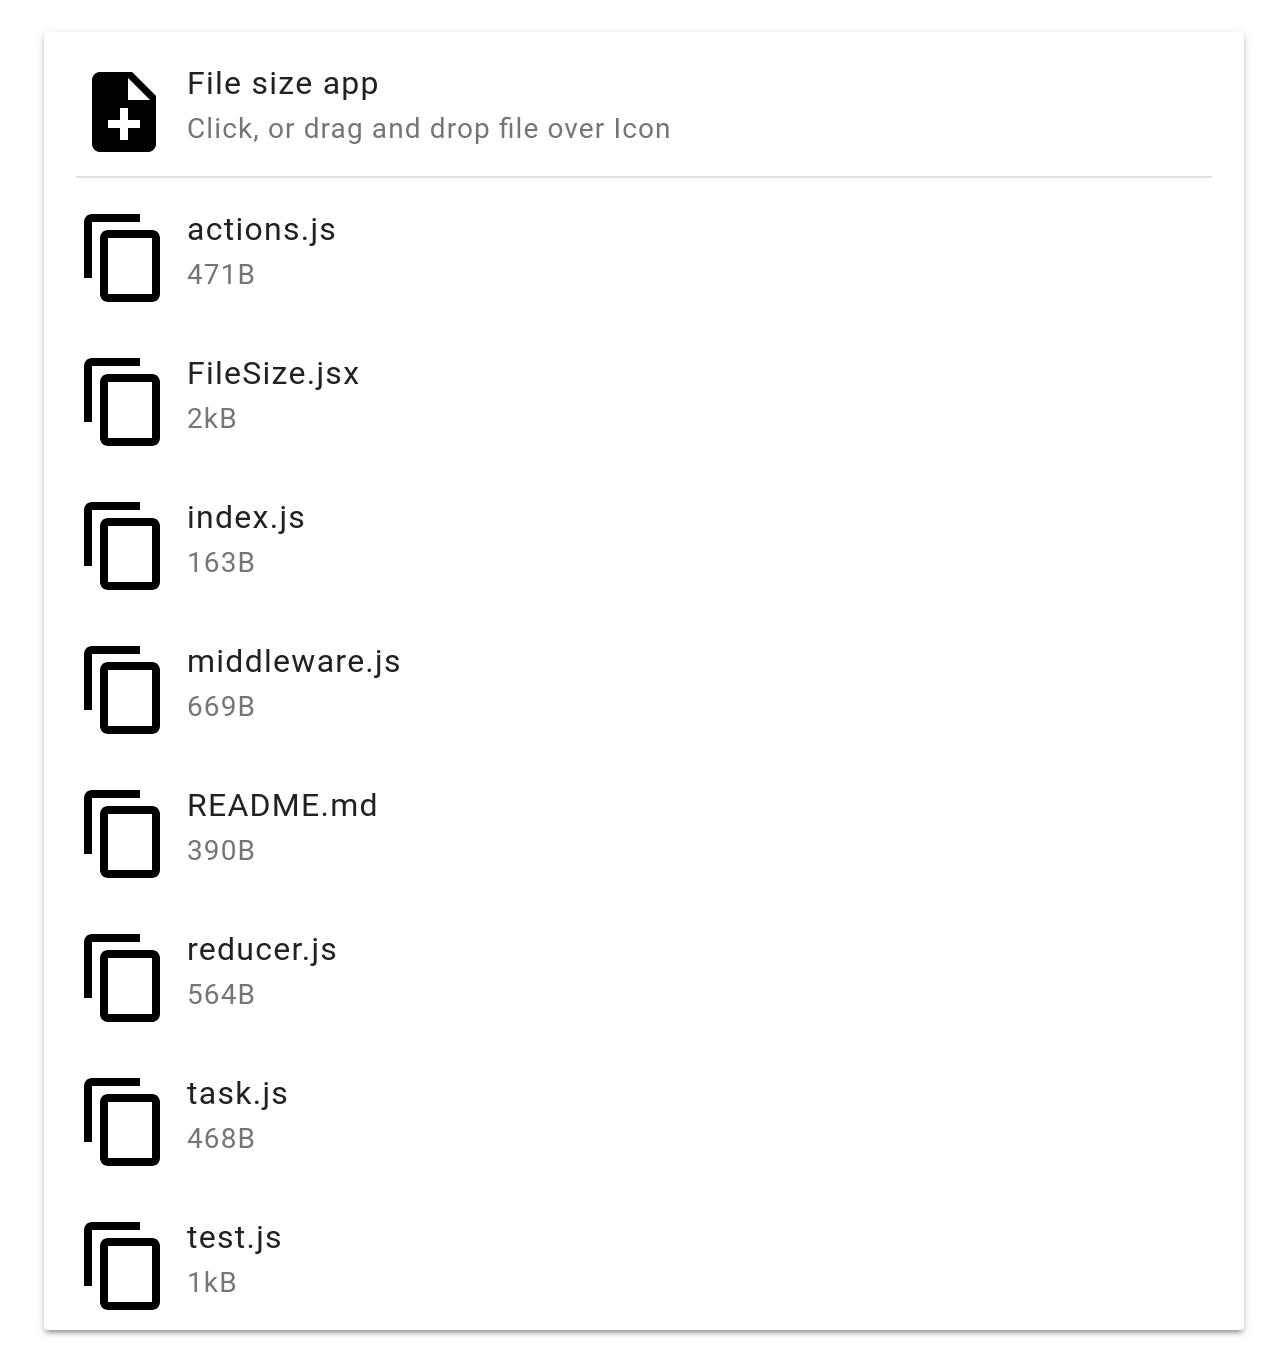 File size app
Click, or drag and drop file over Icon
actions.js
471B
FileSize.jsx
2kB
index.js
163B
middleware.js
669B
README.md
390B
reducer.js
564B
task.js
468B
test.js
1kB